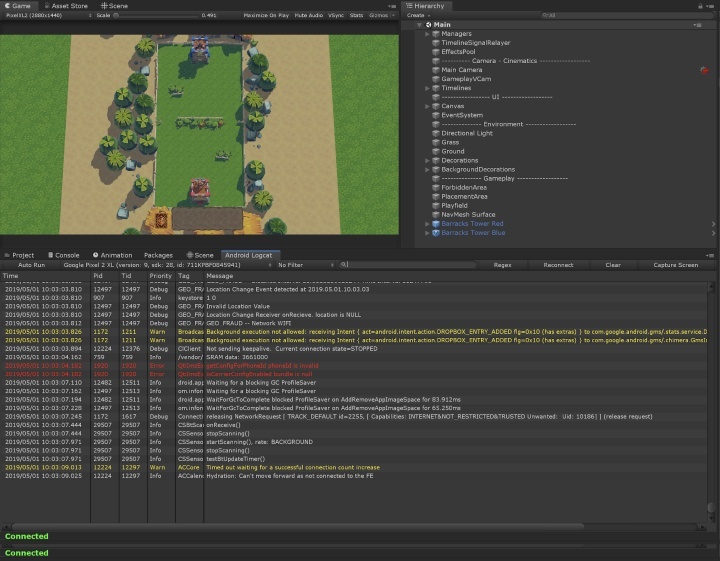 Game Asset Store Scene
PixelXL2 (2880x1440) Scale 0.491 Maximize On Play Mute Audio VSync Stats Gizmos
Hierarchy
Create All
Main
Managers
TimelineSignalRelayer
EffectsPool
---------- Camera - Cinematics -----------------
Main Camera
GameplayVCam
Timelines
---------------- UI -----------------
Canvas
EventSystem
------------- Environment ----------------
Directional Light
Grass
Ground
Decorations
BackgroundDecorations
-------------- Gameplay ------------------
ForbiddenArea
PlacementArea
Playfield
NavMesh Surface
Barracks Tower Red
Barracks Tower Blue
Project Console Animation Packages Scene Android Logcat
Auto Run Google Pixel 2 XL (version: 9, sdk: 28, id: 711KPBF0845941) No Filter Regex Reconnect Clear Capture Screen
Time Pid Tid Priority Tag Message
2019/05/01 10:03:03.810 12497 12497 Debug GEO_FRA Location Change Event detected at 2019.05.01.10.03.03
2019/05/01 10:03:03.810 907 907 Info keystore 1 0
2019/05/01 10:03:03.810 12497 12497 Debug GEO_FRA Invalid Location Value
2019/05/01 10:03:03.810 12497 12497 Debug GEO_FRA Location Change Receiver onRecieve. location is NULL
2019/05/01 10:03:03.810 12497 12497 Debug GEO_FRA GEO_FRAUD -- Network WIFI
2019/05/01 10:03:03.826 1172 1211 Warn Broadcas Background execution not allowed: receiving Intent { act=android.intent.action.DROPBOX_ENTRY_ADDED flg=0x10 (has extras) } to com.google.android.gms/.stats.service.D
2019/05/01 10:03:03.826 1172 1211 Warn Broadcas Background execution not allowed: receiving Intent { act=android.intent.action.DROPBOX_ENTRY_ADDED flg=0x10 (has extras) } to com.google.android.gms/.chimera.GmsIn
2019/05/01 10:03:03.894 12224 12376 Debug CIClient Not sending keepalive. Current connection state=STOPPED
2019/05/01 10:03:04.162 759 759 Info /vendor/ SRAM data: 3661000
2019/05/01 10:03:04.162 1920 1920 Error QtiImsEx getConfigForPhoneId phoneId is invalid
2019/05/01 10:03:04.162 1920 1920 Error isCarrierConfigEnabled bundle is null
2019/05/01 10:03:07.110 12482 12511 Debug droid.app Waiting for a blocking GC ProfileSaver
2019/05/01 10:03:07.162 12497 12513 Info om.infon Waiting for a blocking GC ProfileSaver
2019/05/01 10:03:07.194 12482 12511 Debug droid.app WaitForGcToComplete blocked ProfileSaver on AddRemoveAppImageSpace for 83.912ms
2019/05/01 10:03:07.228 12497 12513 Info om.infon WaitForGcToComplete blocked ProfileSaver on AddRemoveAppImageSpace for 65.250ms
2019/05/01 10:03:07.245 1172 1617 Debug Connecti releasing NetworkRequest [ TRACK_DEFAULT id=2255, [ Capabilities: INTERNET&NOT_RESTRICTED&TRUSTED Unwanted: Uid: 10186] ] (release request)
2019/05/01 10:03:07.444 29507 29507 Info CSBtScar onReceive()
2019/05/01 10:03:07.444 29507 29507 Info CSSenso stopScanning()
2019/05/01 10:03:07.971 29507 29507 Info CSSenso startScanning(), rate: BACKGROUND
2019/05/01 10:03:07.971 29507 29507 Info CSSenso stopScanning()
2019/05/01 10:03:07.971 29507 29507 Info CSSenso testBtUpdateTimer()
2019/05/01 10:03:09.013 12224 12297 Warn ACCore Timed out waiting for a successful connection count increase
2019/05/01 10:03:09.025 12224 12297 Info ACCalenc Hydration: Can't move forward as not connected to the FE
Connected
Connected